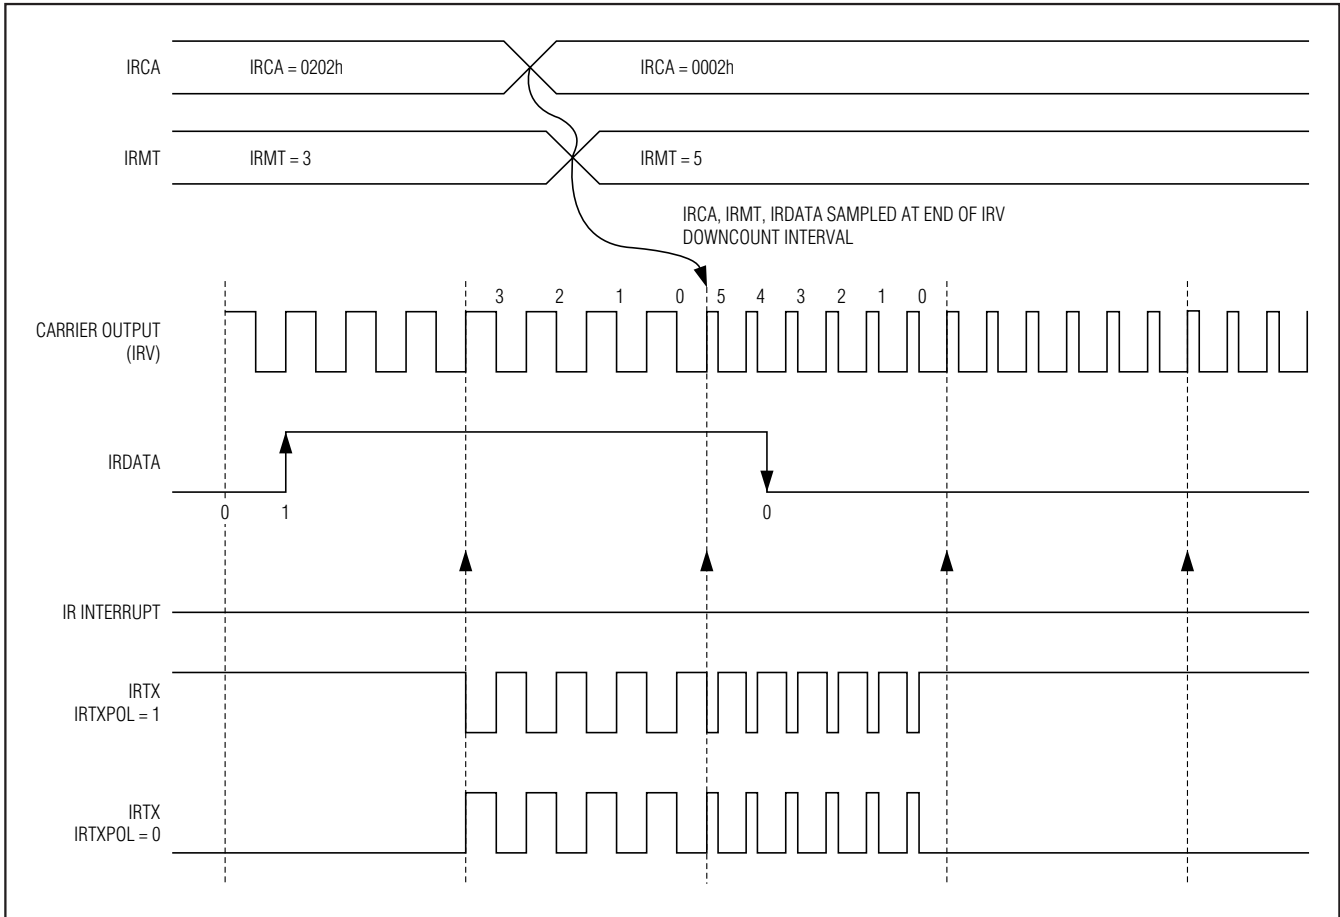 IRCA
IRCA = 0202h
IRCA = 0002h
IRMT
IRMT = 3
IRMT = 5
IRCA, IRMT, IRDATA SAMPLED AT END OF IRV
DOWNCOUNT INTERVAL
3 2 1 0 5 4 3 2 1 0
CARRIER OUTPUT
(IRV)
IRDATA
0 1 0
IR INTERRUPT
IRTX
IRTXPOL = 1
IRTX
IRTXPOL = 0